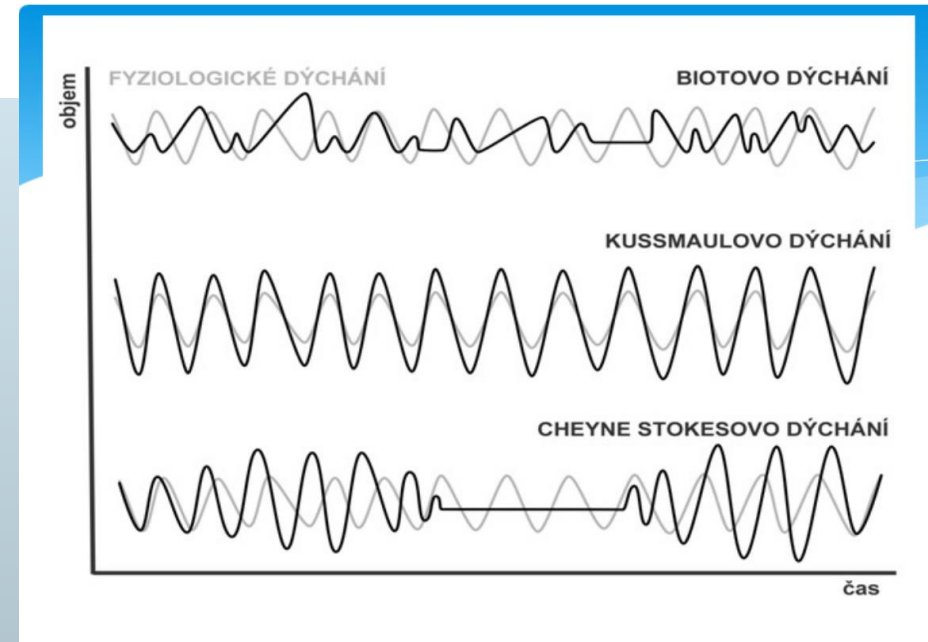 objem
FYZIOLOGICKÉ DÝCHÁNÍ
BIOTOVO DÝCHÁNÍ
KUSSMAULOVO DÝCHÁNÍ
CHEYNE STOKESOVO DÝCHÁNÍ
čas